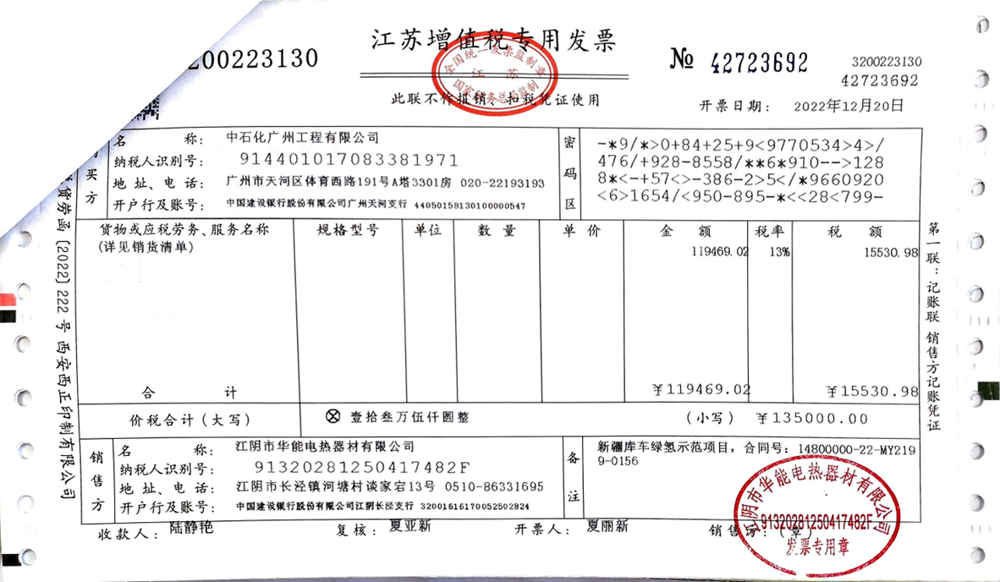 江苏增值税专用发票
200223130
№ 42723692
3200223130
42723692
此联不作报销、扣税凭证使用
开票日期： 2022年12月20日
全国统一发票监制章
江 苏
国家税务总局监制
买方
名 称： 中石化广州工程有限公司
纳税人识别号： 914401017083381971
地 址、电 话： 广州市天河区体育西路191号A塔3301房 020-22193193
开户行及账号： 中国建设银行股份有限公司广州天河支行 44050158130100000547
密码区
-*9/*>0+84+25+9<9770534>4>/
476/+928-8558/**6*910-->128
8*<-+57<>-386-2>5</*9660920
<6>1654/<950-895-*<<28<799-
货物或应税劳务、服务名称 规格型号 单位 数 量 单 价 金 额 税率 税 额
(详见销货清单) 119469.02 13% 15530.98
合 计 ￥119469.02 ￥15530.98
价税合计（大写） ⊗ 壹拾叁万伍仟圆整 （小写） ￥135000.00
销售方
名 称： 江阴市华能电热器材有限公司
纳税人识别号： 91320281250417482F
地 址、电 话： 江阴市长泾镇河塘村谈家宕13号 0510-86331695
开户行及账号： 中国建设银行股份有限公司江阴长泾支行 32001616170052502824
备注
新疆库车绿氢示范项目，合同号：14800000-22-MY219
9-0156
收款人： 陆静艳 复核： 夏亚新 开票人： 夏丽新 销售方：（章）
江阴市华能电热器材有限公司
91320281250417482F
发票专用章
货劳函〔2022〕222号 西安西正印制有限公司
第一联：记账联 销售方记账凭证